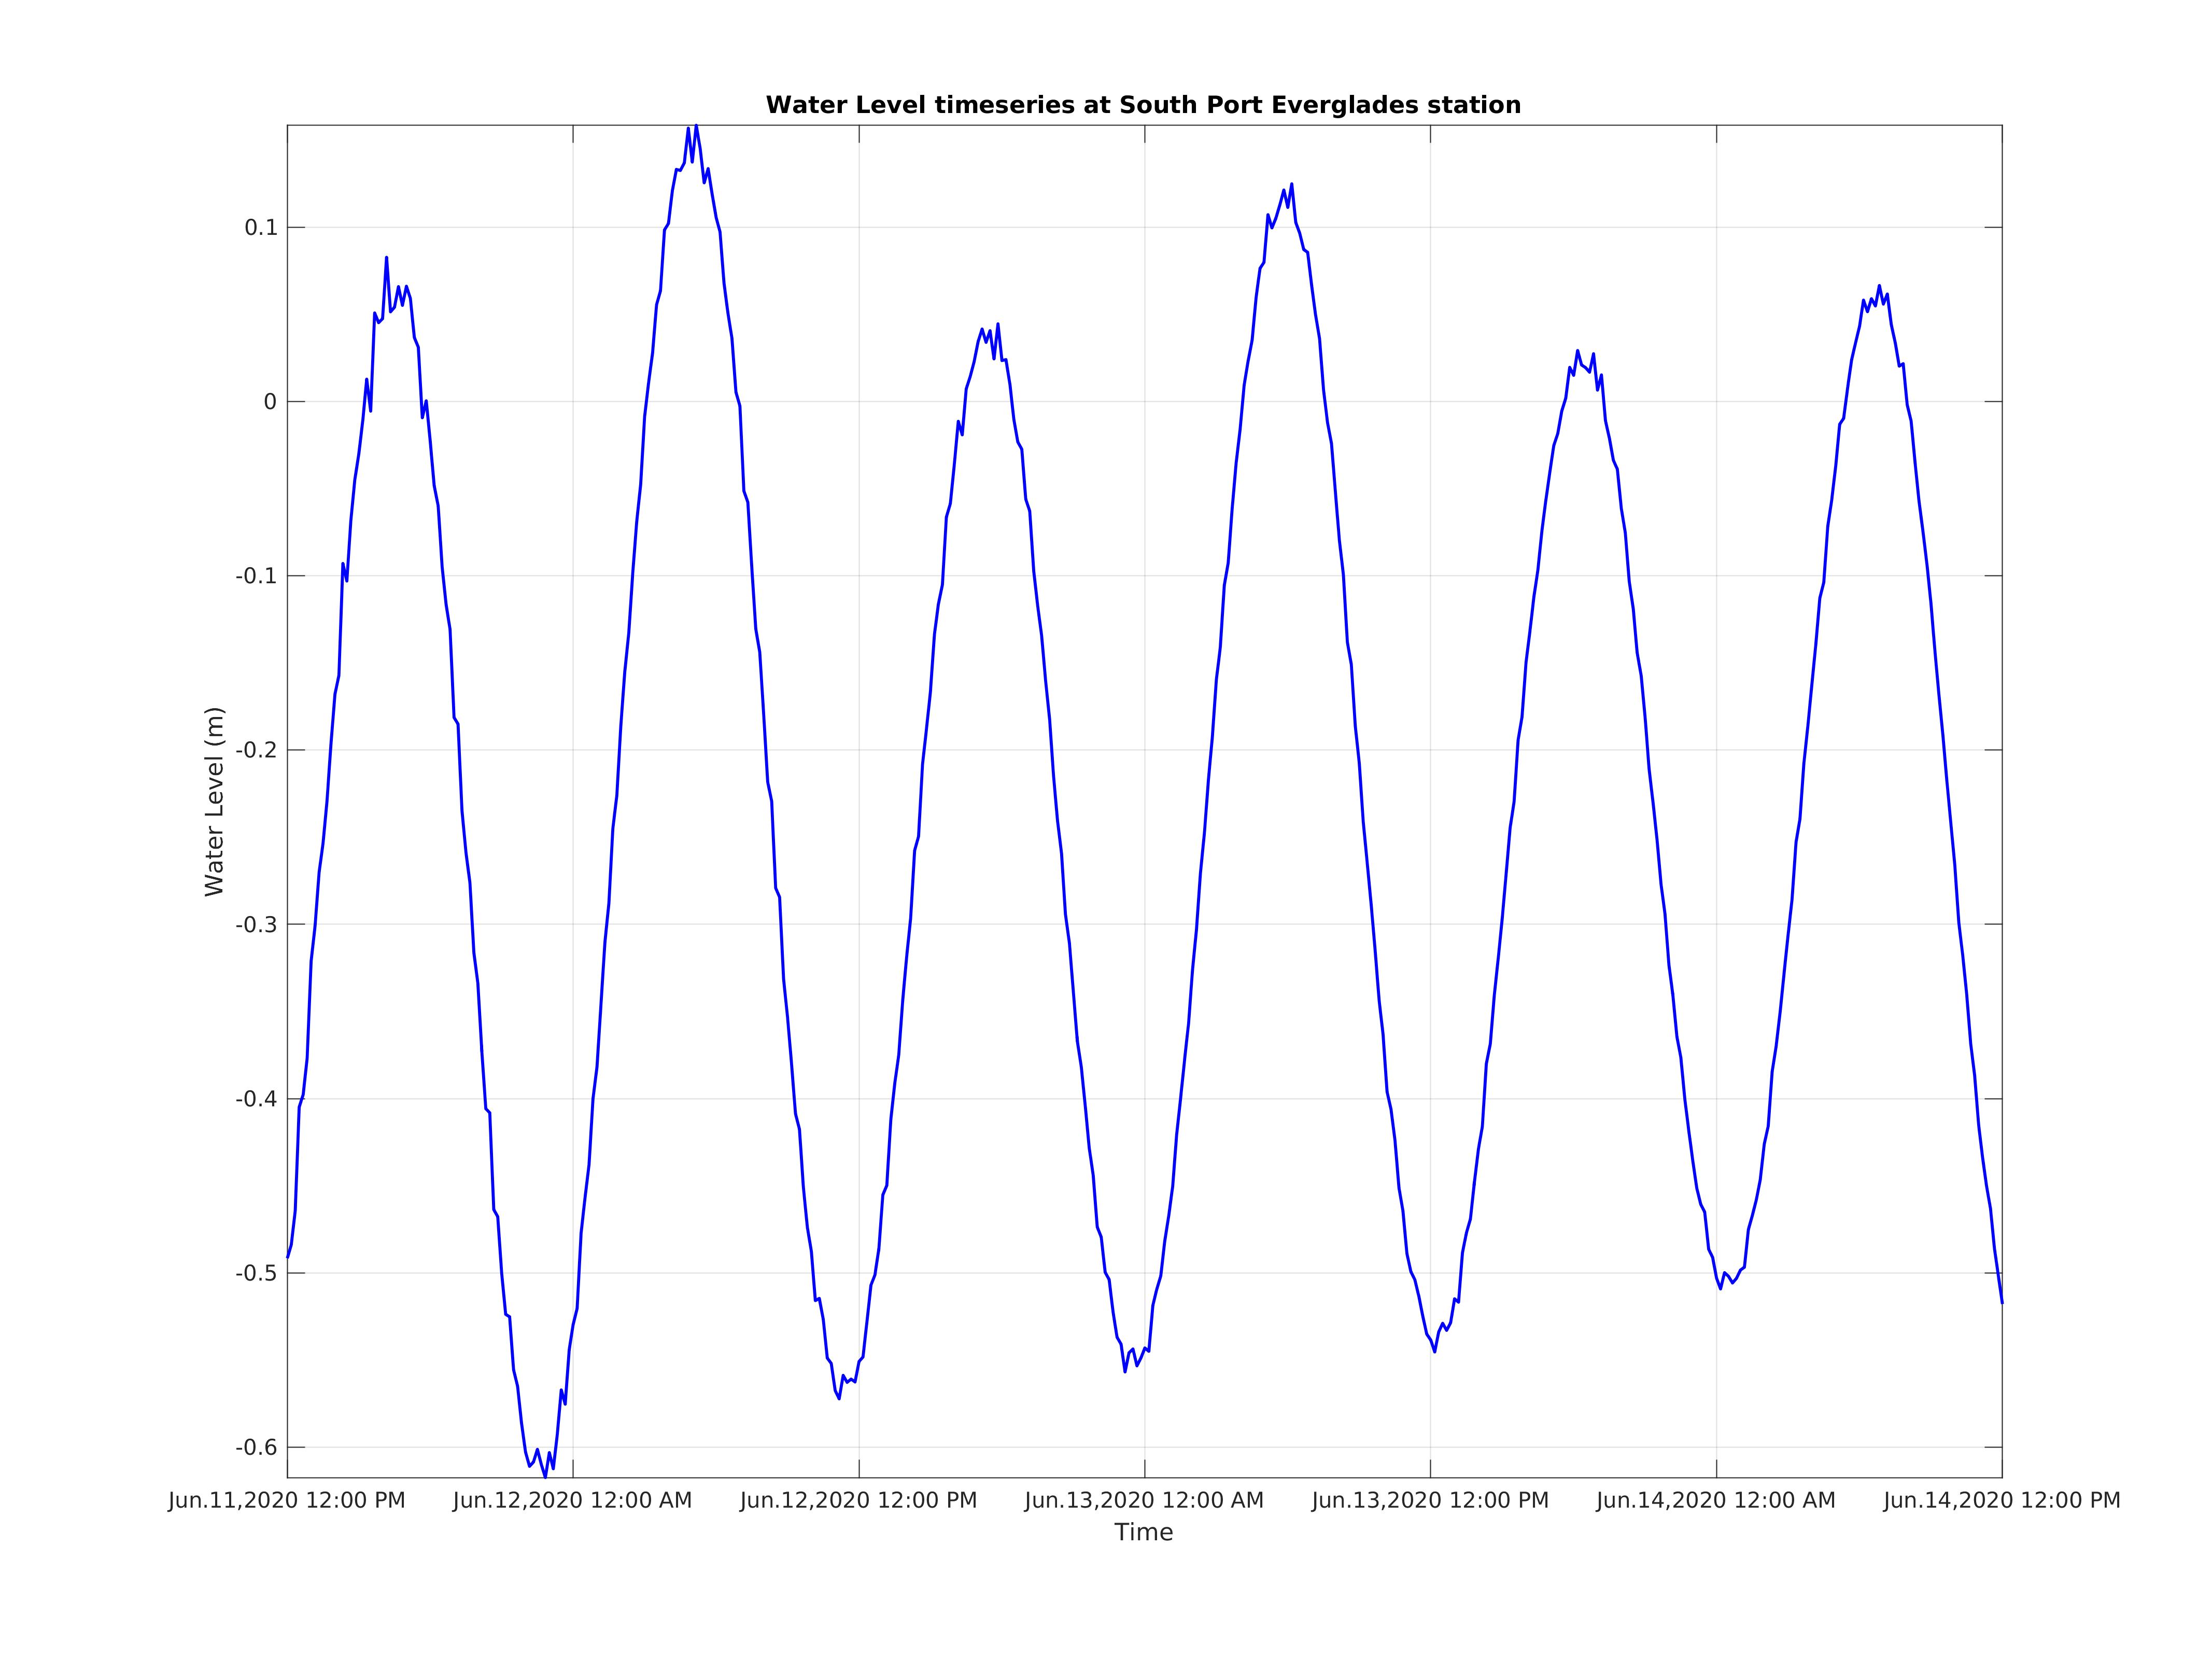 Water Level timeseries at South Port Everglades station
0.1
0
-0.1
-0.2
-0.3
-0.4
-0.5
-0.6
Water Level (m)
Jun.11,2020 12:00 PM
Jun.12,2020 12:00 AM
Jun.12,2020 12:00 PM
Jun.13,2020 12:00 AM
Jun.13,2020 12:00 PM
Jun.14,2020 12:00 AM
Jun.14,2020 12:00 PM
Time